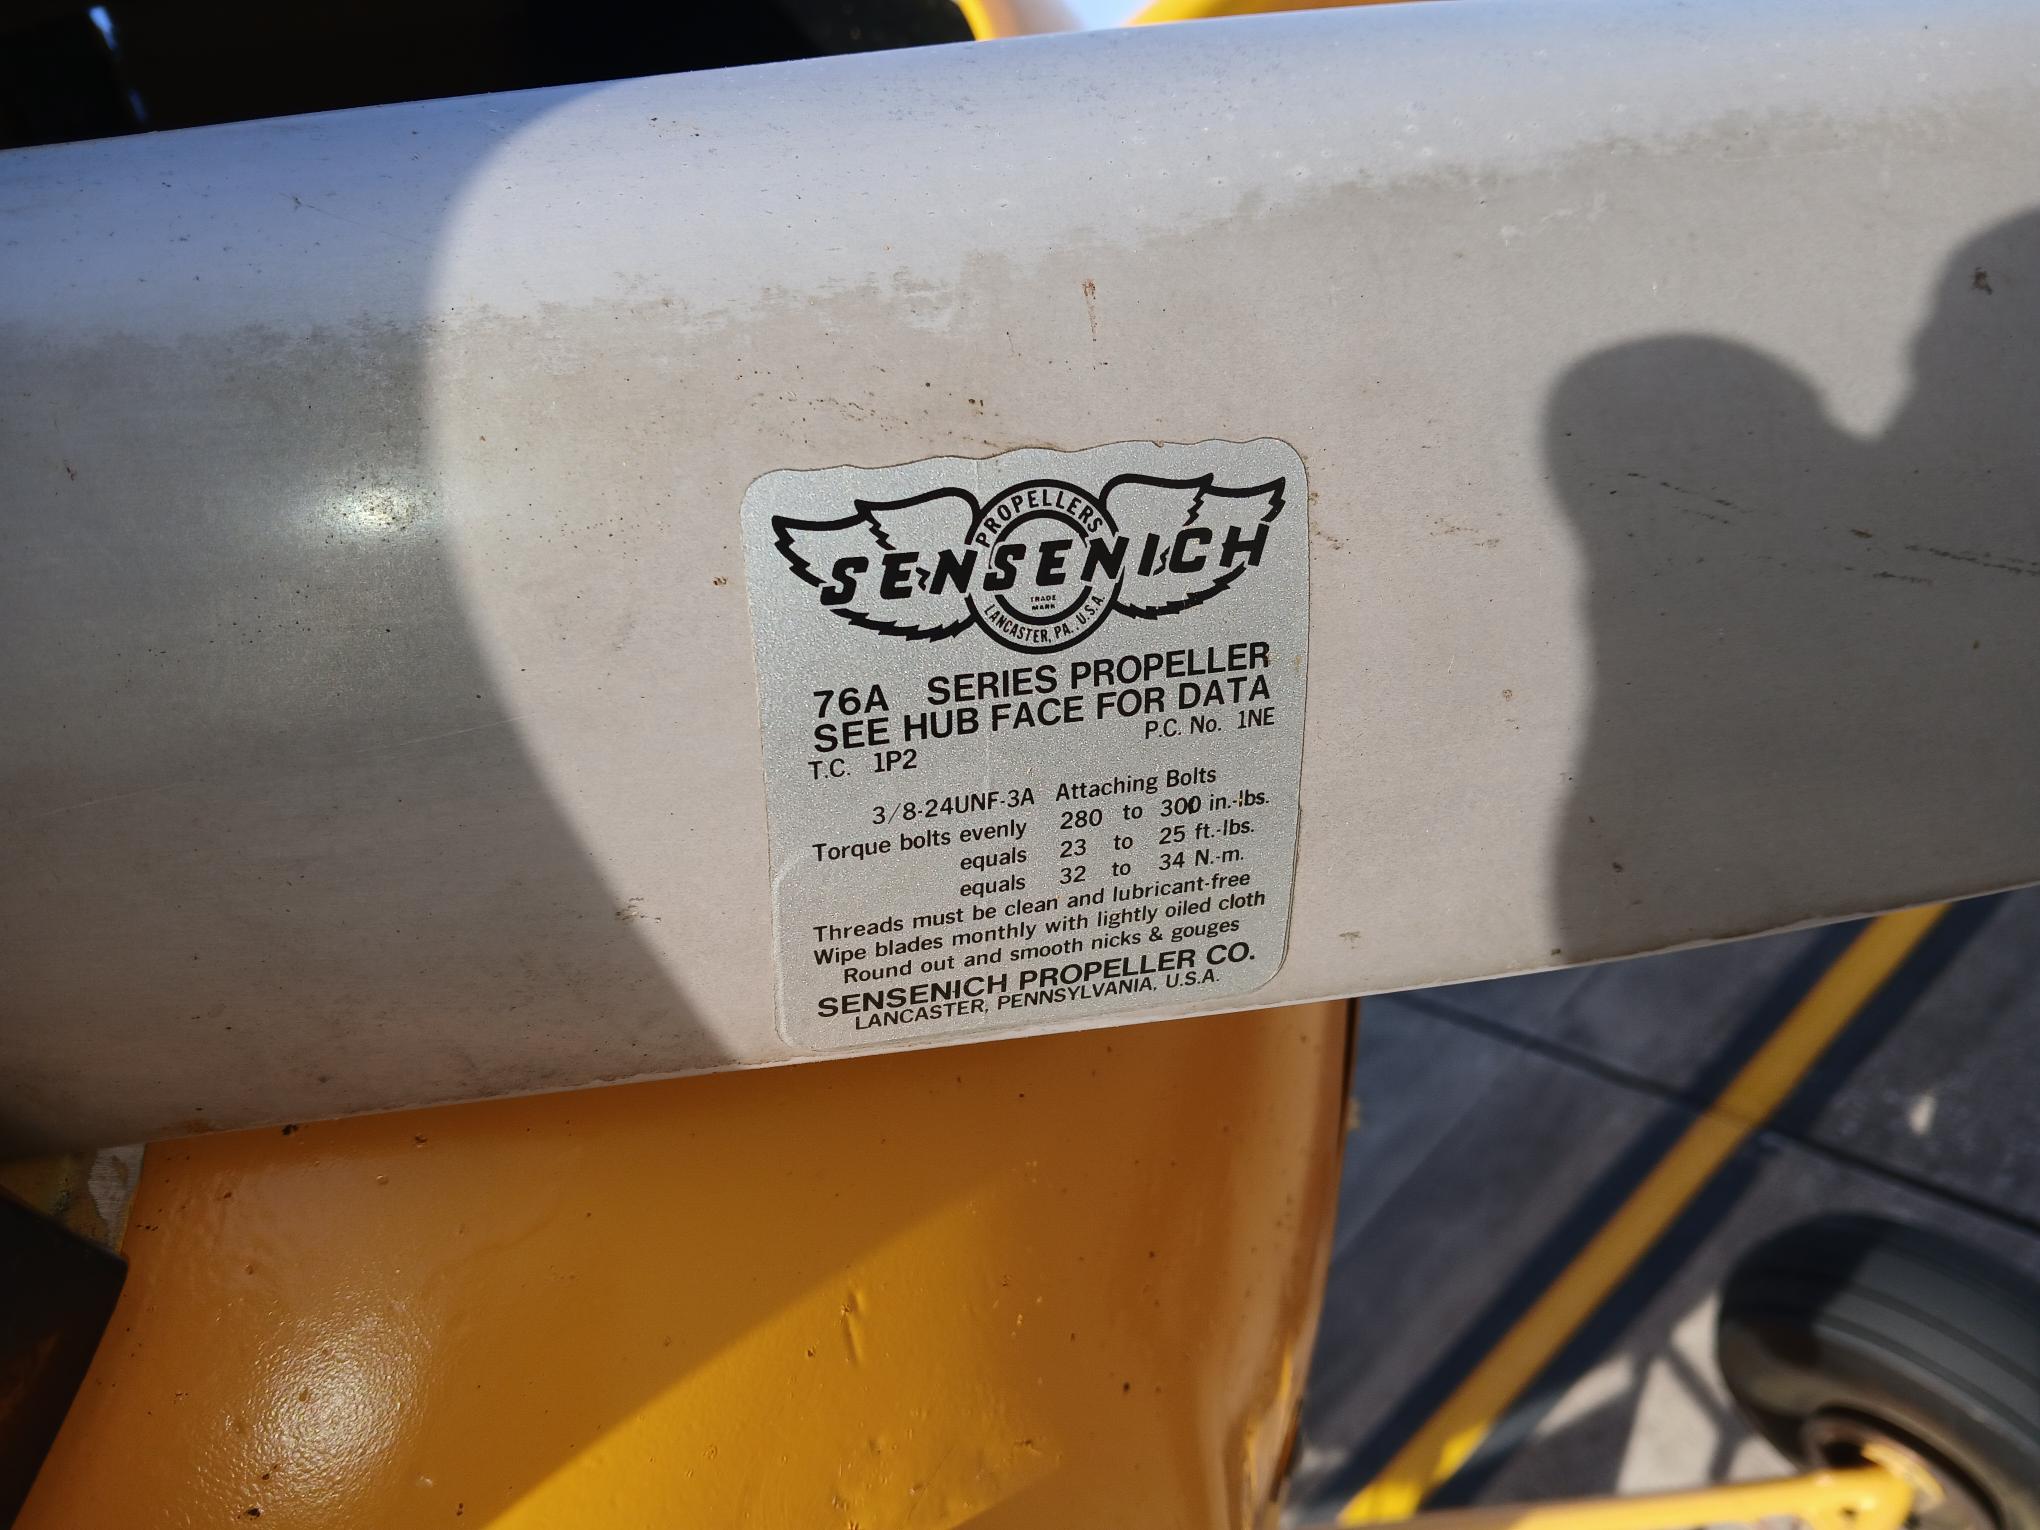 PROPELLERS
SENSENICH
TRADE
MARK
LANCASTER, PA., U.S.A.
76A SERIES PROPELLER
SEE HUB FACE FOR DATA
T.C. 1P2 P.C. No. 1NE
3/8-24UNF-3A Attaching Bolts
Torque bolts evenly 280 to 300 in.-lbs.
equals 23 to 25 ft.-lbs.
equals 32 to 34 N.-m.
Threads must be clean and lubricant-free
Wipe blades monthly with lightly oiled cloth
Round out and smooth nicks & gouges
SENSENICH PROPELLER CO.
LANCASTER, PENNSYLVANIA, U.S.A.